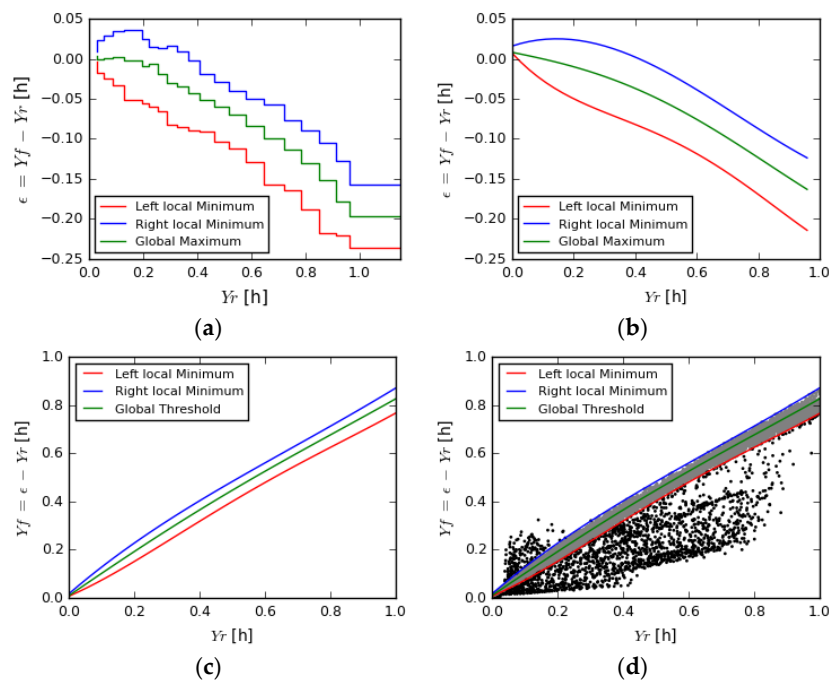 0.05
0.00
−0.05
−0.10
−0.15
−0.20
−0.25
ϵ = Yf − Yr [h]
Left local Minimum
Right local Minimum
Global Maximum
0.0 0.2 0.4 0.6 0.8 1.0
Yr [h]
(a)
0.05
0.00
−0.05
−0.10
−0.15
−0.20
−0.25
ϵ = Yf − Yr [h]
Left local Minimum
Right local Minimum
Global Maximum
0.0 0.2 0.4 0.6 0.8 1.0
Yr [h]
(b)
1.0
0.8
0.6
0.4
0.2
0.0
Yf = ϵ − Yr [h]
Left local Minimum
Right local Minimum
Global Threshold
0.0 0.2 0.4 0.6 0.8 1.0
Yr [h]
(c)
1.0
0.8
0.6
0.4
0.2
0.0
Yf = ϵ − Yr [h]
Left local Minimum
Right local Minimum
Global Threshold
0.0 0.2 0.4 0.6 0.8 1.0
Yr [h]
(d)